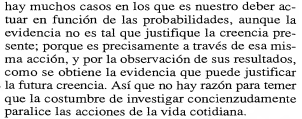 hay muchos casos en los que es nuestro deber ac-
tuar en función de las probabilidades, aunque la
evidencia no es tal que justifique la creencia pre-
sente; porque es precisamente a través de esa mis-
ma acción, y por la observación de sus resultados,
como se obtiene la evidencia que puede justificar
la futura creencia. Así que no hay razón para temer
que la costumbre de investigar concienzudamente
paralice las acciones de la vida cotidiana.